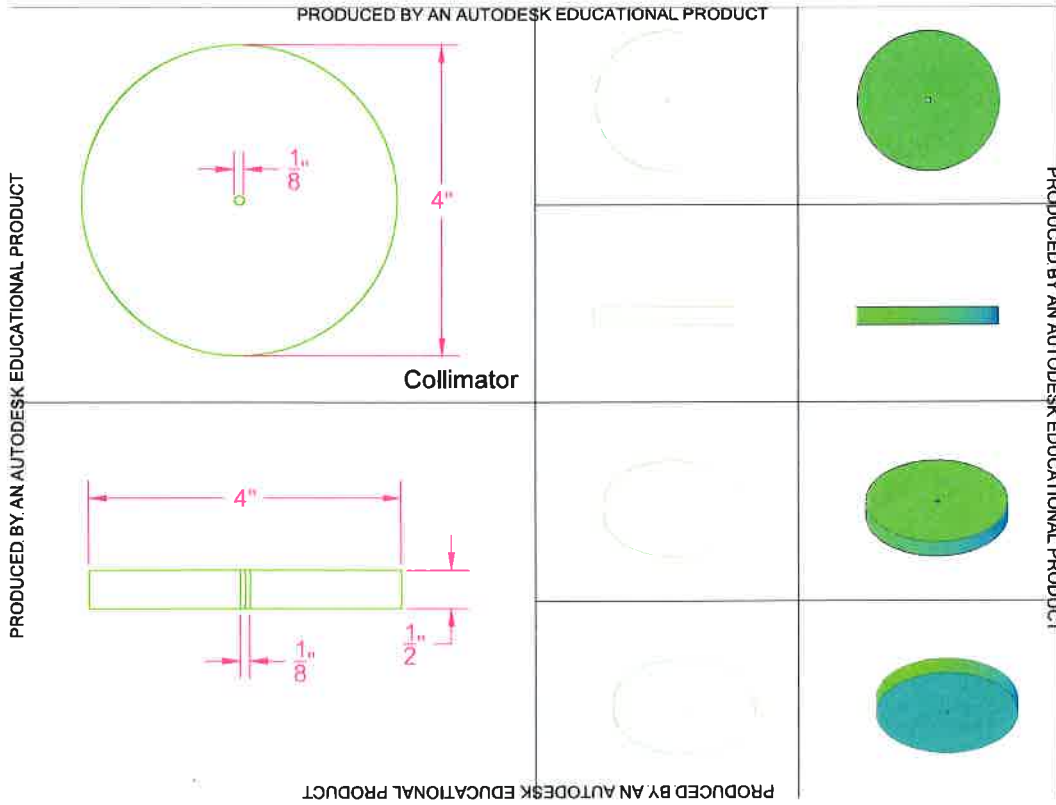 PRODUCED BY AN AUTODESK EDUCATIONAL PRODUCT
PRODUCED BY AN AUTODESK EDUCATIONAL PRODUCT
1/8"
4"
Collimator
4"
1/2"
1/8"
PRODUCED BY AN AUTODESK EDUCATIONAL PRODUCT
PRODUCED BY AN AUTODESK EDUCATIONAL PRODUCT